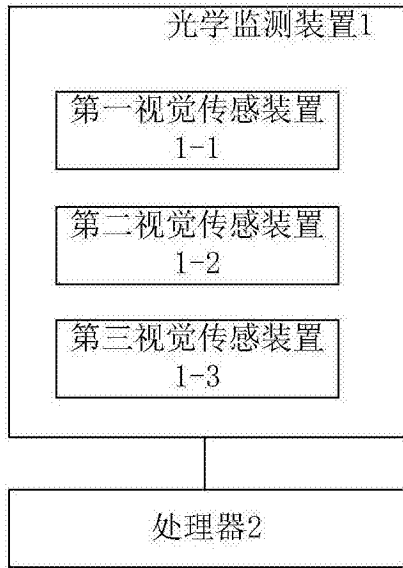 光学监测装置1
第一视觉传感装置
1-1
第二视觉传感装置
1-2
第三视觉传感装置
1-3
处理器2